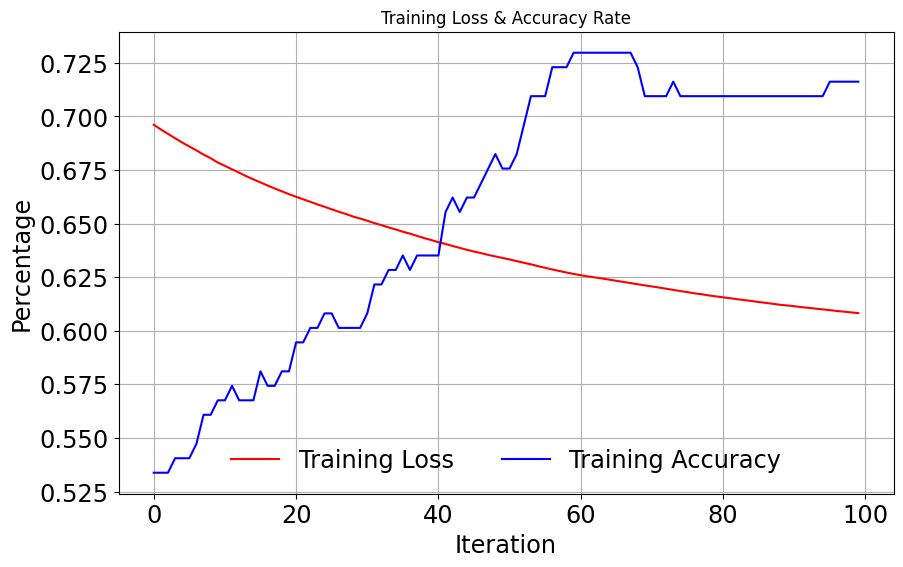 Training Loss & Accuracy Rate
Percentage
0.725
0.700
0.675
0.650
0.625
0.600
0.575
0.550
0.525
Training Loss
Training Accuracy
0 20 40 60 80 100
Iteration